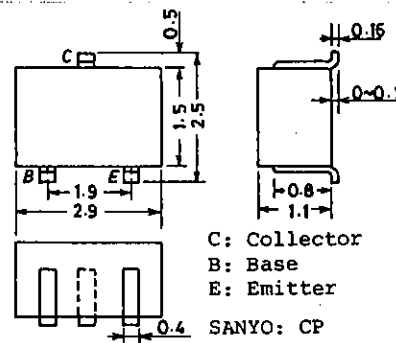 C
0.5
0.16
1.5
2.5
0~0.1
B
E
1.9
2.9
0.8
1.1
C: Collector
B: Base
E: Emitter
0.4
SANYO: CP